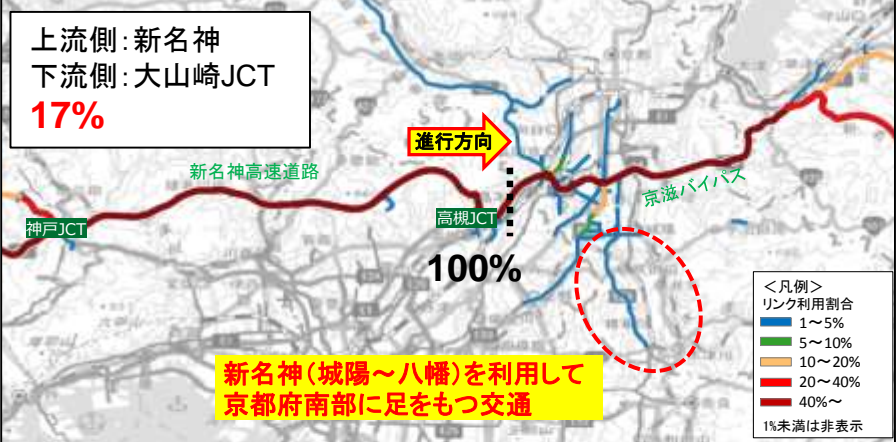 上流側：新名神
下流側：大山崎JCT
17%
進行方向
新名神高速道路
京滋バイパス
神戸JCT
高槻JCT
100%
新名神（城陽～八幡）を利用して
京都府南部に足をもつ交通
＜凡例＞
リンク利用割合
1～5%
5～10%
10～20%
20～40%
40%～
1%未満は非表示